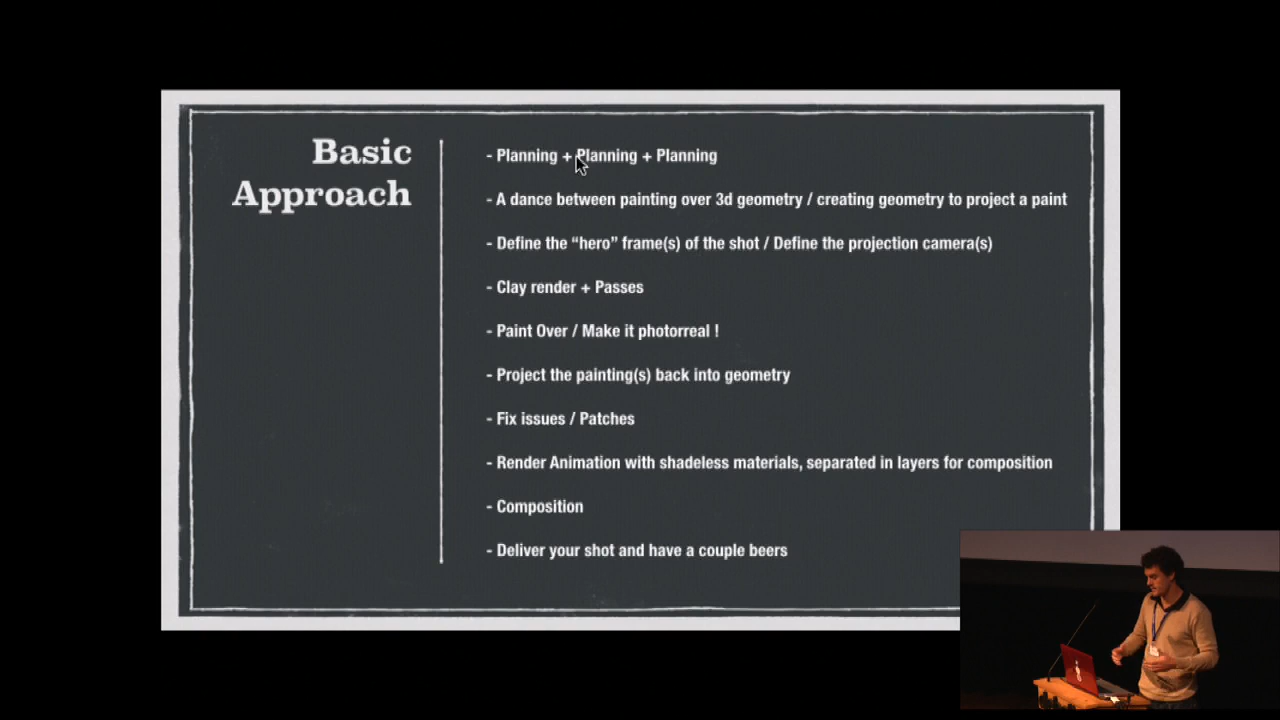 Basic
Approach
- Planning + Planning + Planning
- A dance between painting over 3d geometry / creating geometry to project a paint
- Define the “hero” frame(s) of the shot / Define the projection camera(s)
- Clay render + Passes
- Paint Over / Make it photorreal !
- Project the painting(s) back into geometry
- Fix issues / Patches
- Render Animation with shadeless materials, separated in layers for composition
- Composition
- Deliver your shot and have a couple beers